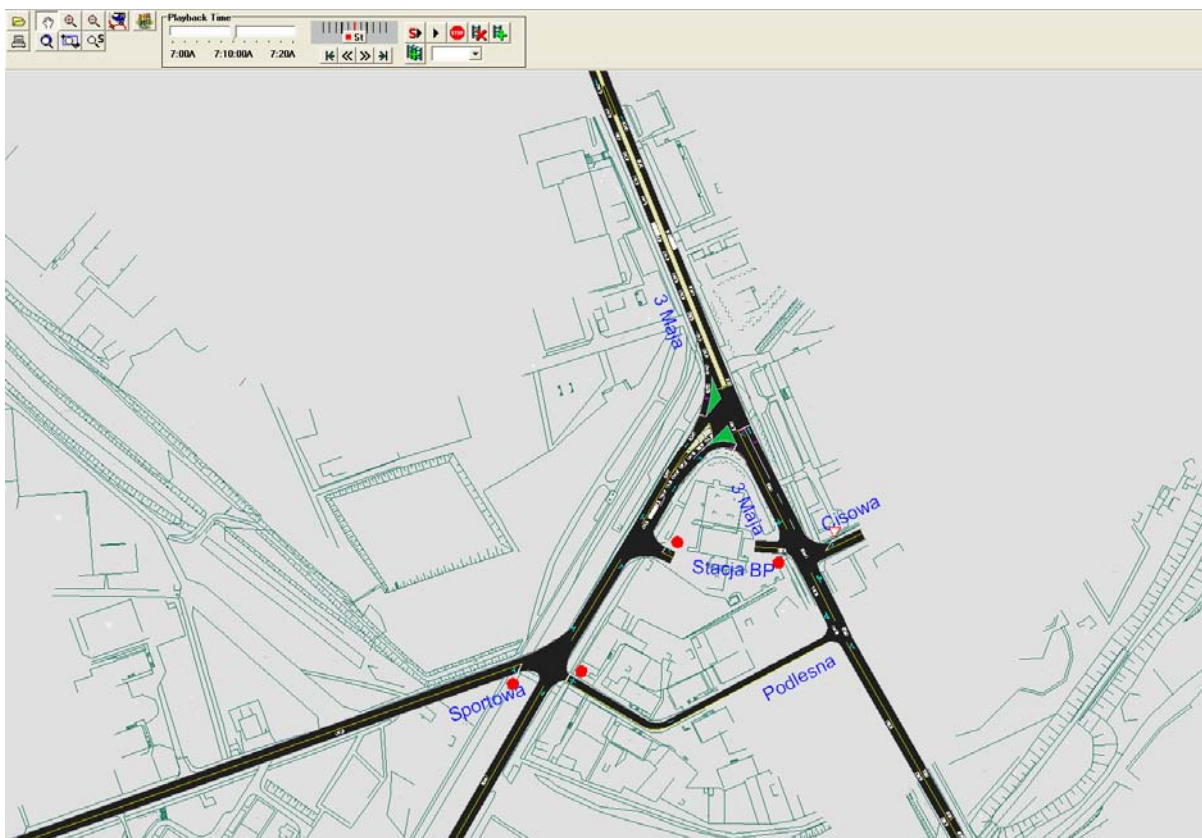 Playback Time
St
S
STOP
S
7:00A 7:10:00A 7:20A
3 Maja
3 Maja
Cisowa
Stacja BP
Podlesna
Sportowa